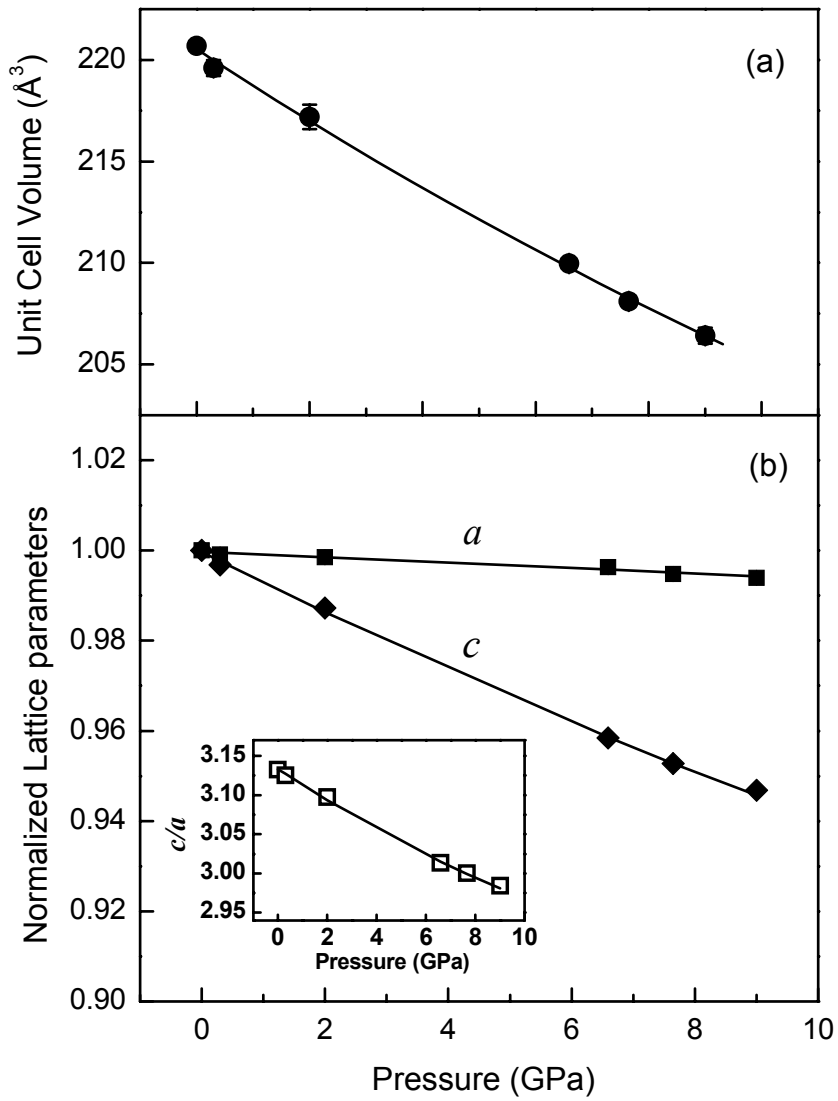 (a)
Unit Cell Volume (Å³)
220
215
210
205
(b)
Normalized Lattice parameters
1.02
1.00
0.98
0.96
0.94
0.92
0.90
a
c
c/a
3.15
3.10
3.05
3.00
2.95
0 2 4 6 8 10
Pressure (GPa)
0 2 4 6 8 10
Pressure (GPa)